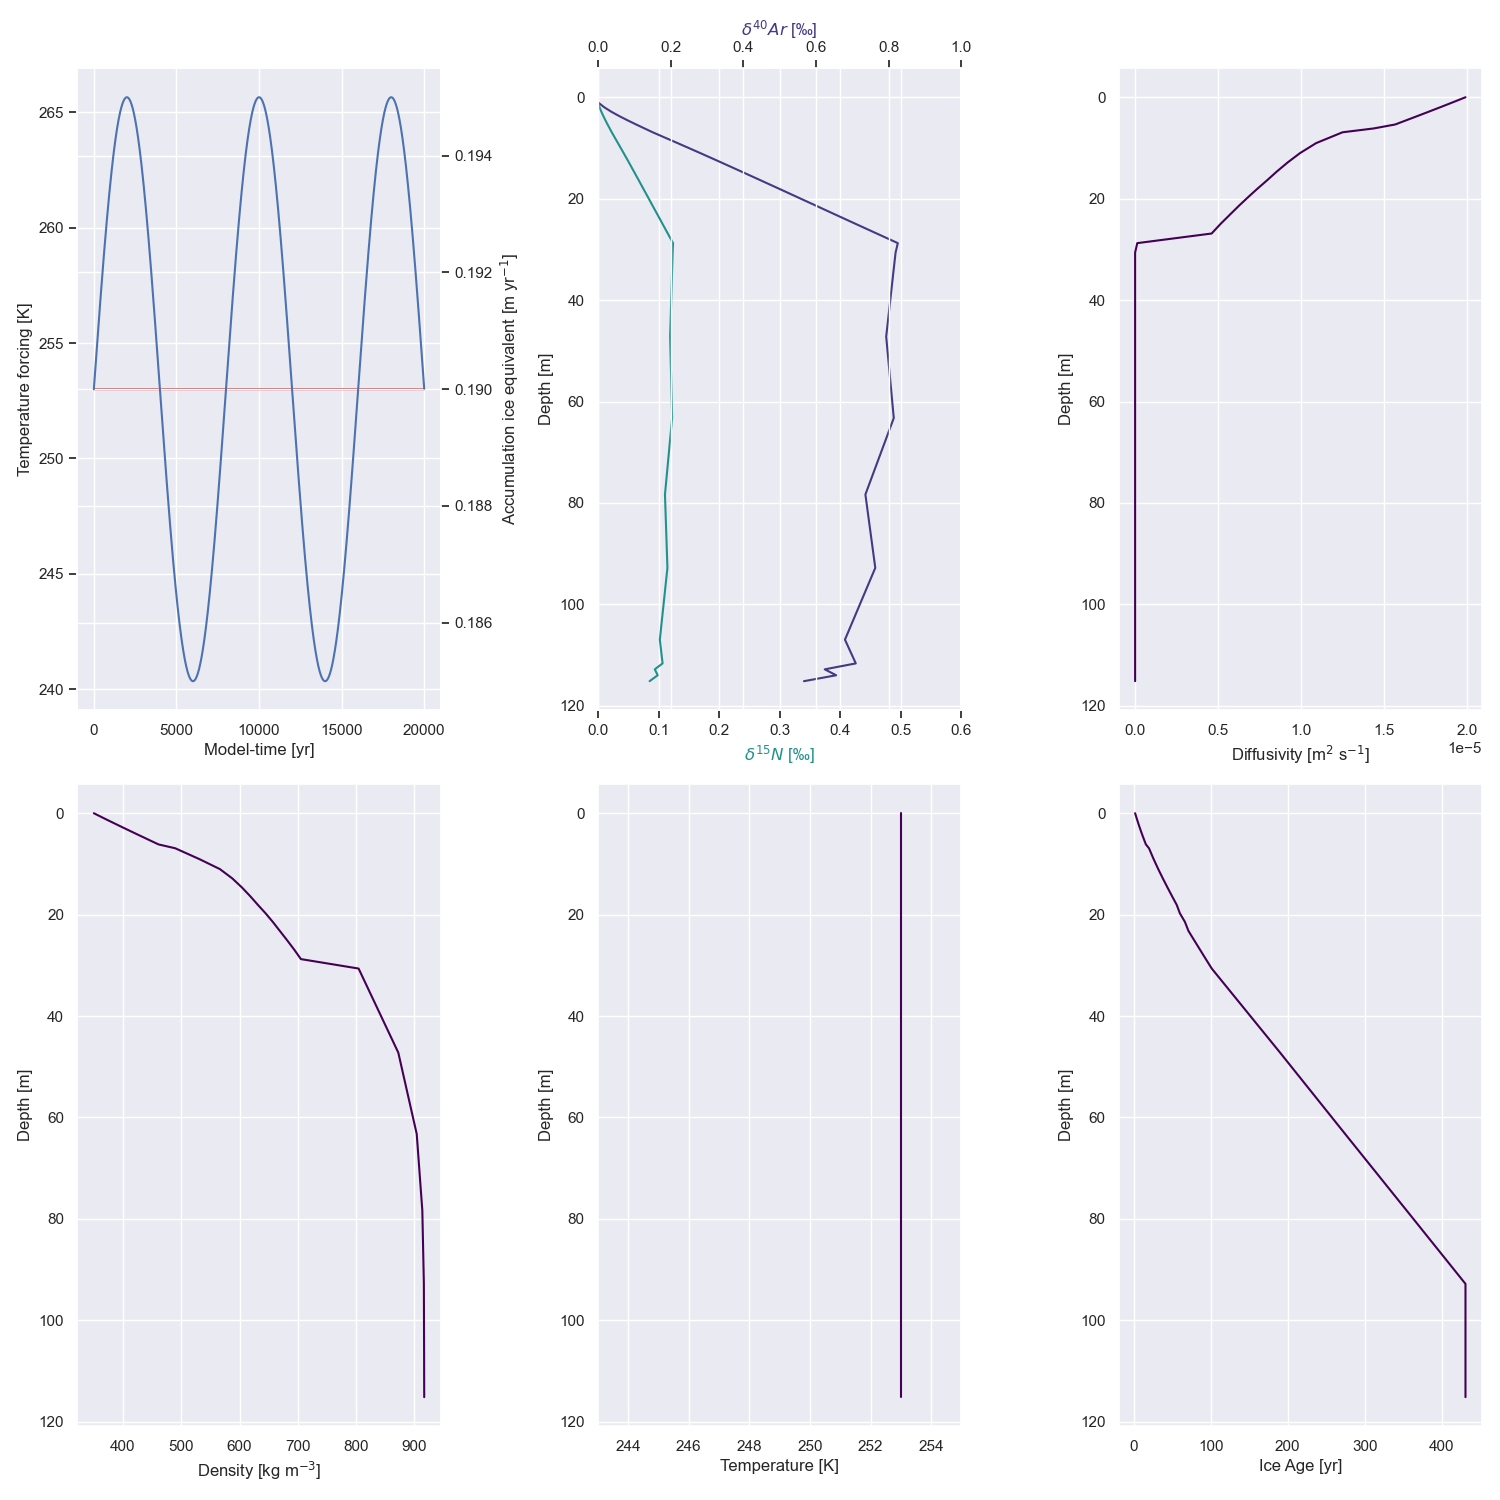 265
260
255
250
245
240
Temperature forcing [K]
0 5000 10000 15000 20000
Model-time [yr]
0.194
0.192
0.190
0.188
0.186
Accumulation ice equivalent [m yr⁻¹]
δ⁴⁰Ar [‰]
0.0 0.2 0.4 0.6 0.8 1.0
0
20
40
60
80
100
120
Depth [m]
0.0 0.1 0.2 0.3 0.4 0.5 0.6
δ¹⁵N [‰]
0
20
40
60
80
100
120
Depth [m]
0.0 0.5 1.0 1.5 2.0
1e−5
Diffusivity [m² s⁻¹]
0
20
40
60
80
100
120
Depth [m]
400 500 600 700 800 900
Density [kg m⁻³]
0
20
40
60
80
100
120
Depth [m]
244 246 248 250 252 254
Temperature [K]
0
20
40
60
80
100
120
Depth [m]
0 100 200 300 400
Ice Age [yr]